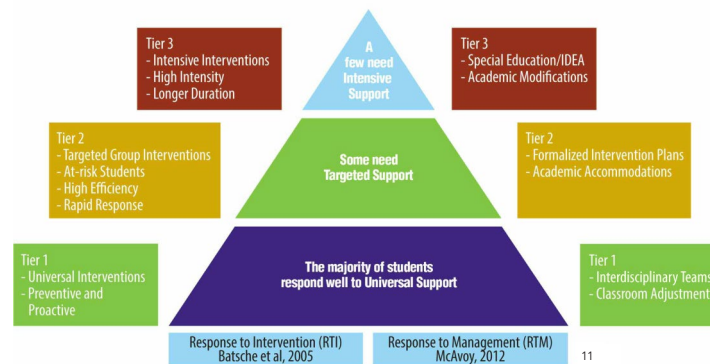 Tier 3
- Intensive Interventions
- High Intensity
- Longer Duration
A
few need
Intensive
Support
Tier 3
- Special Education/IDEA
- Academic Modifications
Tier 2
- Targeted Group Interventions
- At-risk Students
- High Efficiency
- Rapid Response
Some need
Targeted Support
Tier 2
- Formalized Intervention Plans
- Academic Accommodations
Tier 1
- Universal Interventions
- Preventive and
Proactive
The majority of students
respond well to Universal Support
Tier 1
- Interdisciplinary Teams
- Classroom Adjustment
Response to Intervention (RTI)
Batsche et al, 2005
Response to Management (RTM)
McAvoy, 2012
11